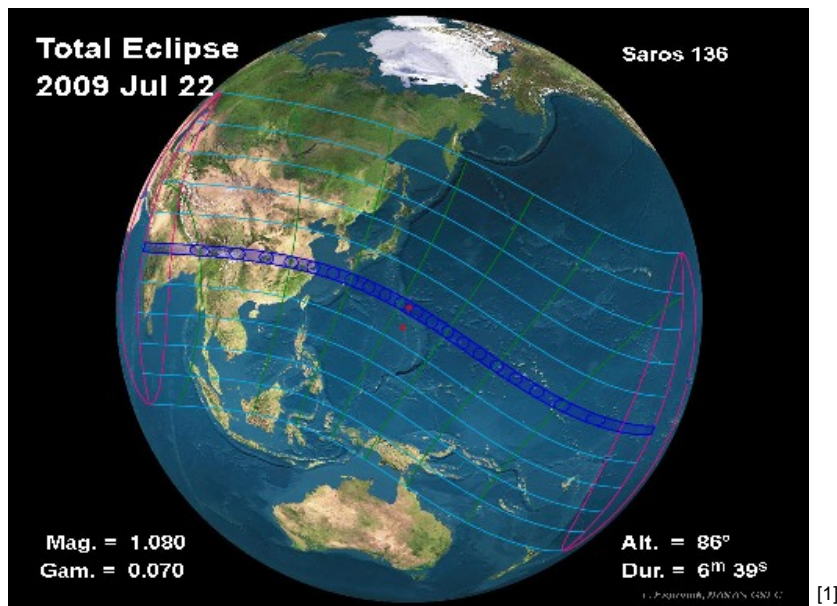 Total Eclipse
2009 Jul 22
Saros 136
Mag. = 1.080
Gam. = 0.070
Alt. = 86°
Dur. = 6ᵐ 39ˢ
[1]